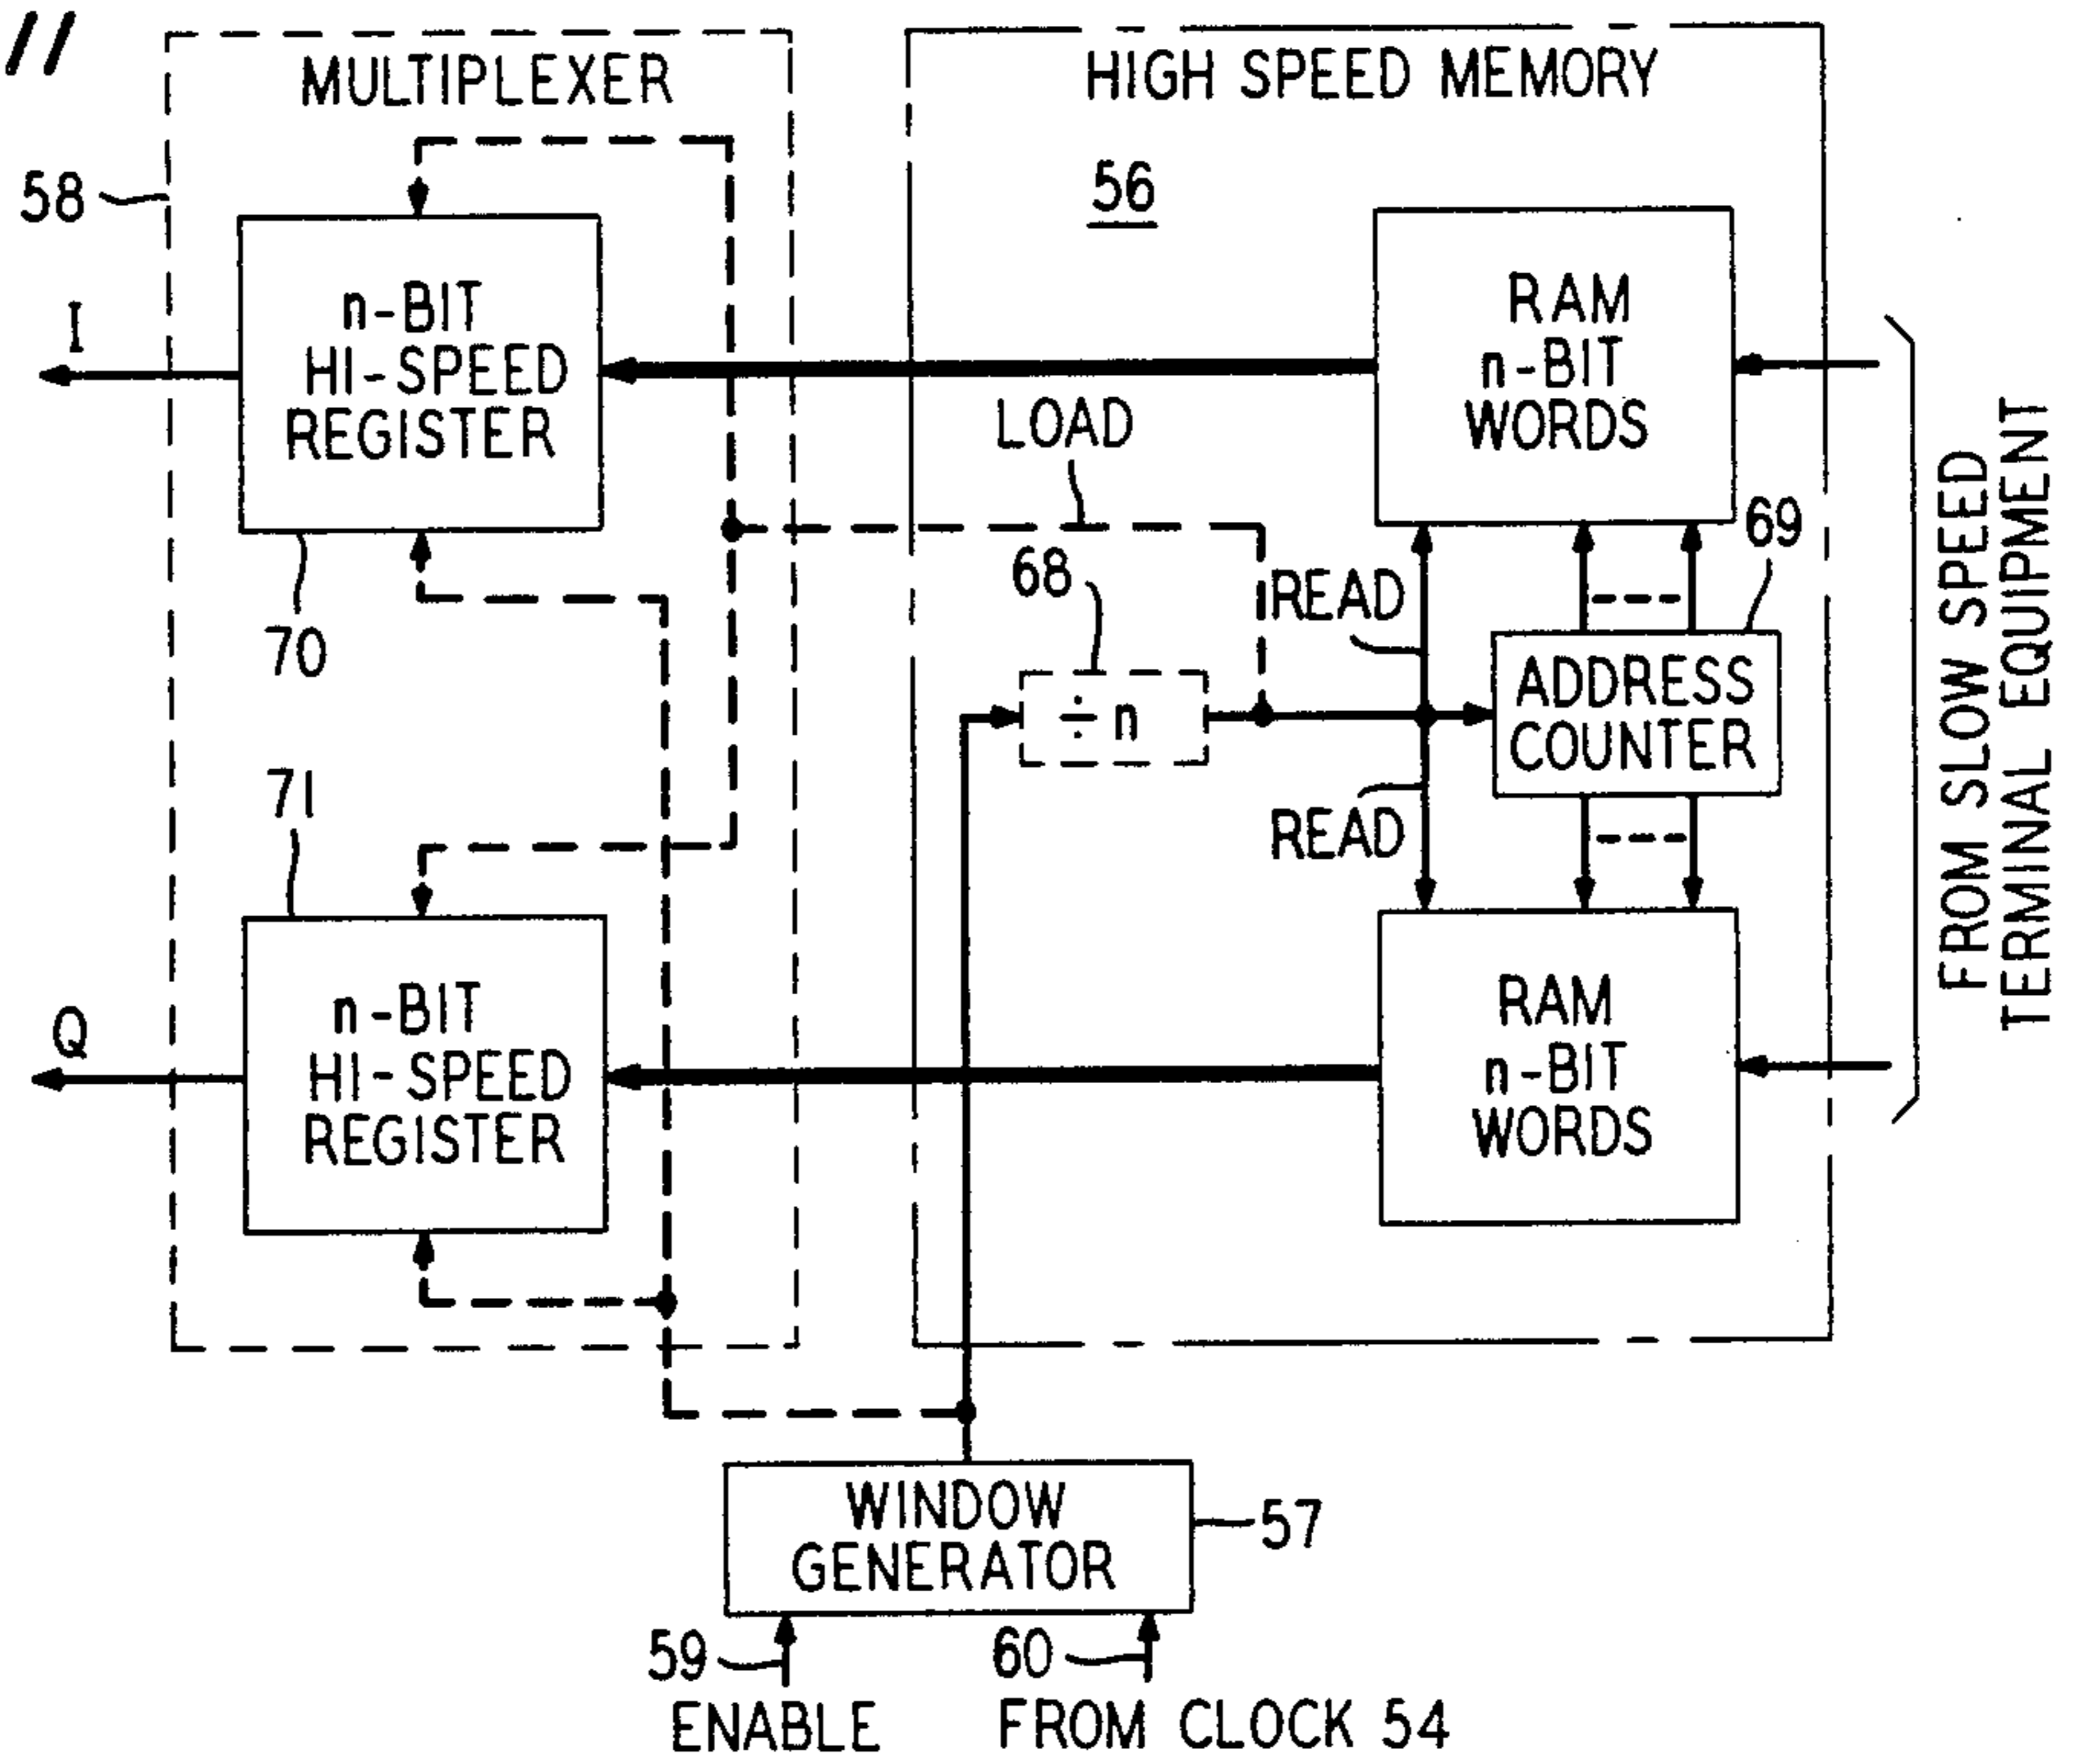 11
MULTIPLEXER
HIGH SPEED MEMORY
58
56
I
n-BIT
HI-SPEED
REGISTER
RAM
n-BIT
WORDS
LOAD
69
68
READ
70
÷ n
ADDRESS
COUNTER
71
READ
FROM SLOW SPEED
TERMINAL EQUIPMENT
Q
n-BIT
HI-SPEED
REGISTER
RAM
n-BIT
WORDS
WINDOW
GENERATOR
57
59
60
ENABLE
FROM CLOCK 54